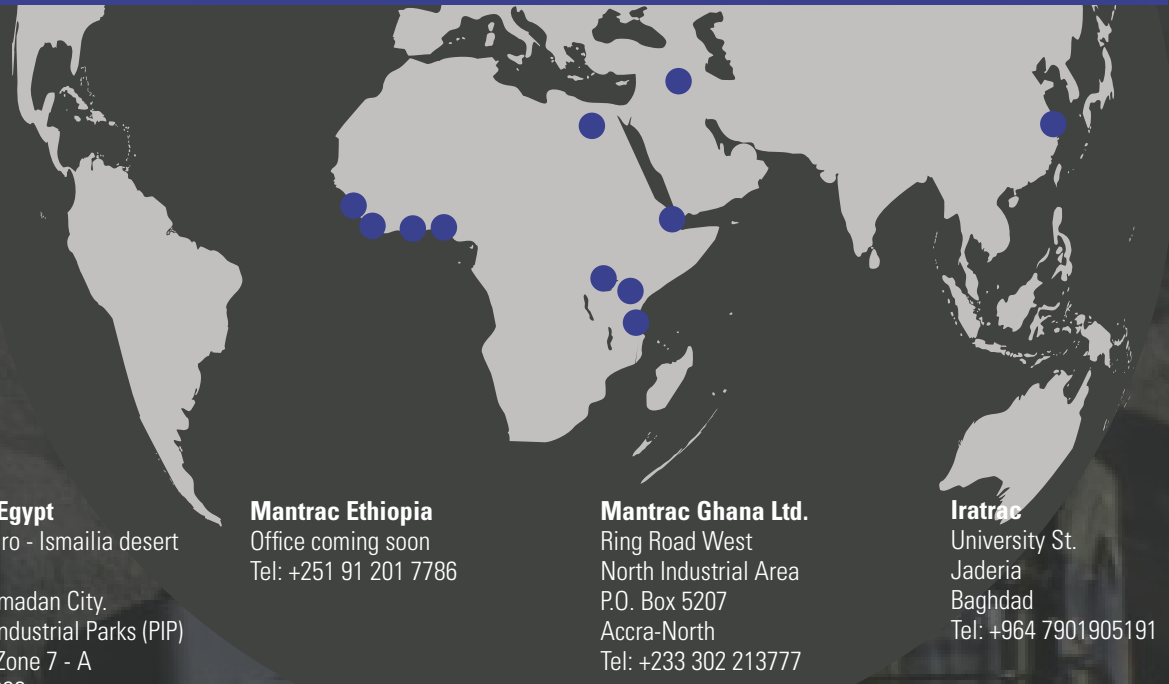 Egypt
ro - Ismailia desert
madan City.
ndustrial Parks (PIP)
Zone 7 - A
Mantrac Ethiopia
Office coming soon
Tel: +251 91 201 7786
Mantrac Ghana Ltd.
Ring Road West
North Industrial Area
P.O. Box 5207
Accra-North
Tel: +233 302 213777
Iratrac
University St.
Jaderia
Baghdad
Tel: +964 7901905191